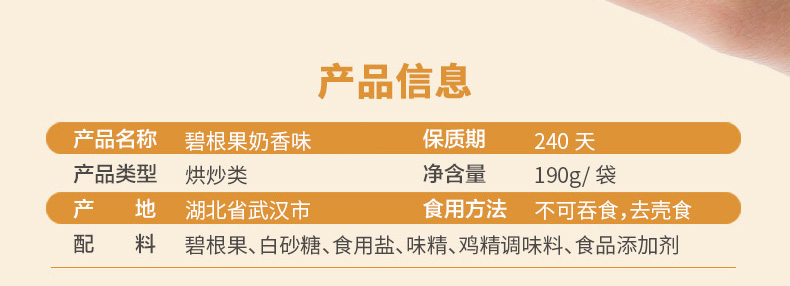 产品信息
产品名称 碧根果奶香味 保质期 240 天
产品类型 烘炒类 净含量 190g/ 袋
产 地 湖北省武汉市 食用方法 不可吞食，去壳食
配 料 碧根果、白砂糖、食用盐、味精、鸡精调味料、食品添加剂